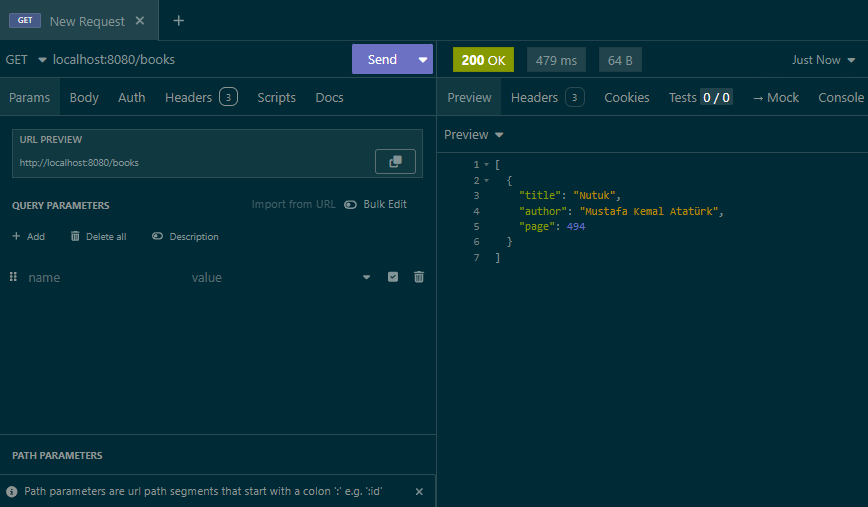 GET New Request
GET localhost:8080/books Send
200 OK 479 ms 64 B Just Now
Params Body Auth Headers 3 Scripts Docs
URL PREVIEW
http://localhost:8080/books
QUERY PARAMETERS Import from URL Bulk Edit
+ Add Delete all Description
name value
PATH PARAMETERS
Path parameters are url path segments that start with a colon ':' e.g. ':id'
Preview Headers 3 Cookies Tests 0 / 0 → Mock Console
Preview
1 [
2 {
3 "title": "Nutuk",
4 "author": "Mustafa Kemal Atatürk",
5 "page": 494
6 }
7 ]